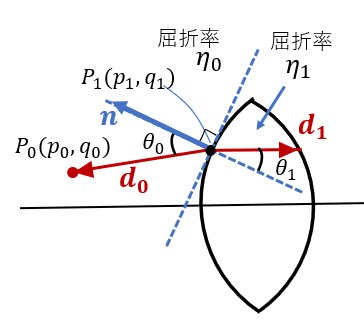 屈折率
η₀
屈折率
η₁
P₁(p₁, q₁)
n
d₁
P₀(p₀, q₀)
θ₀
θ₁
d₀